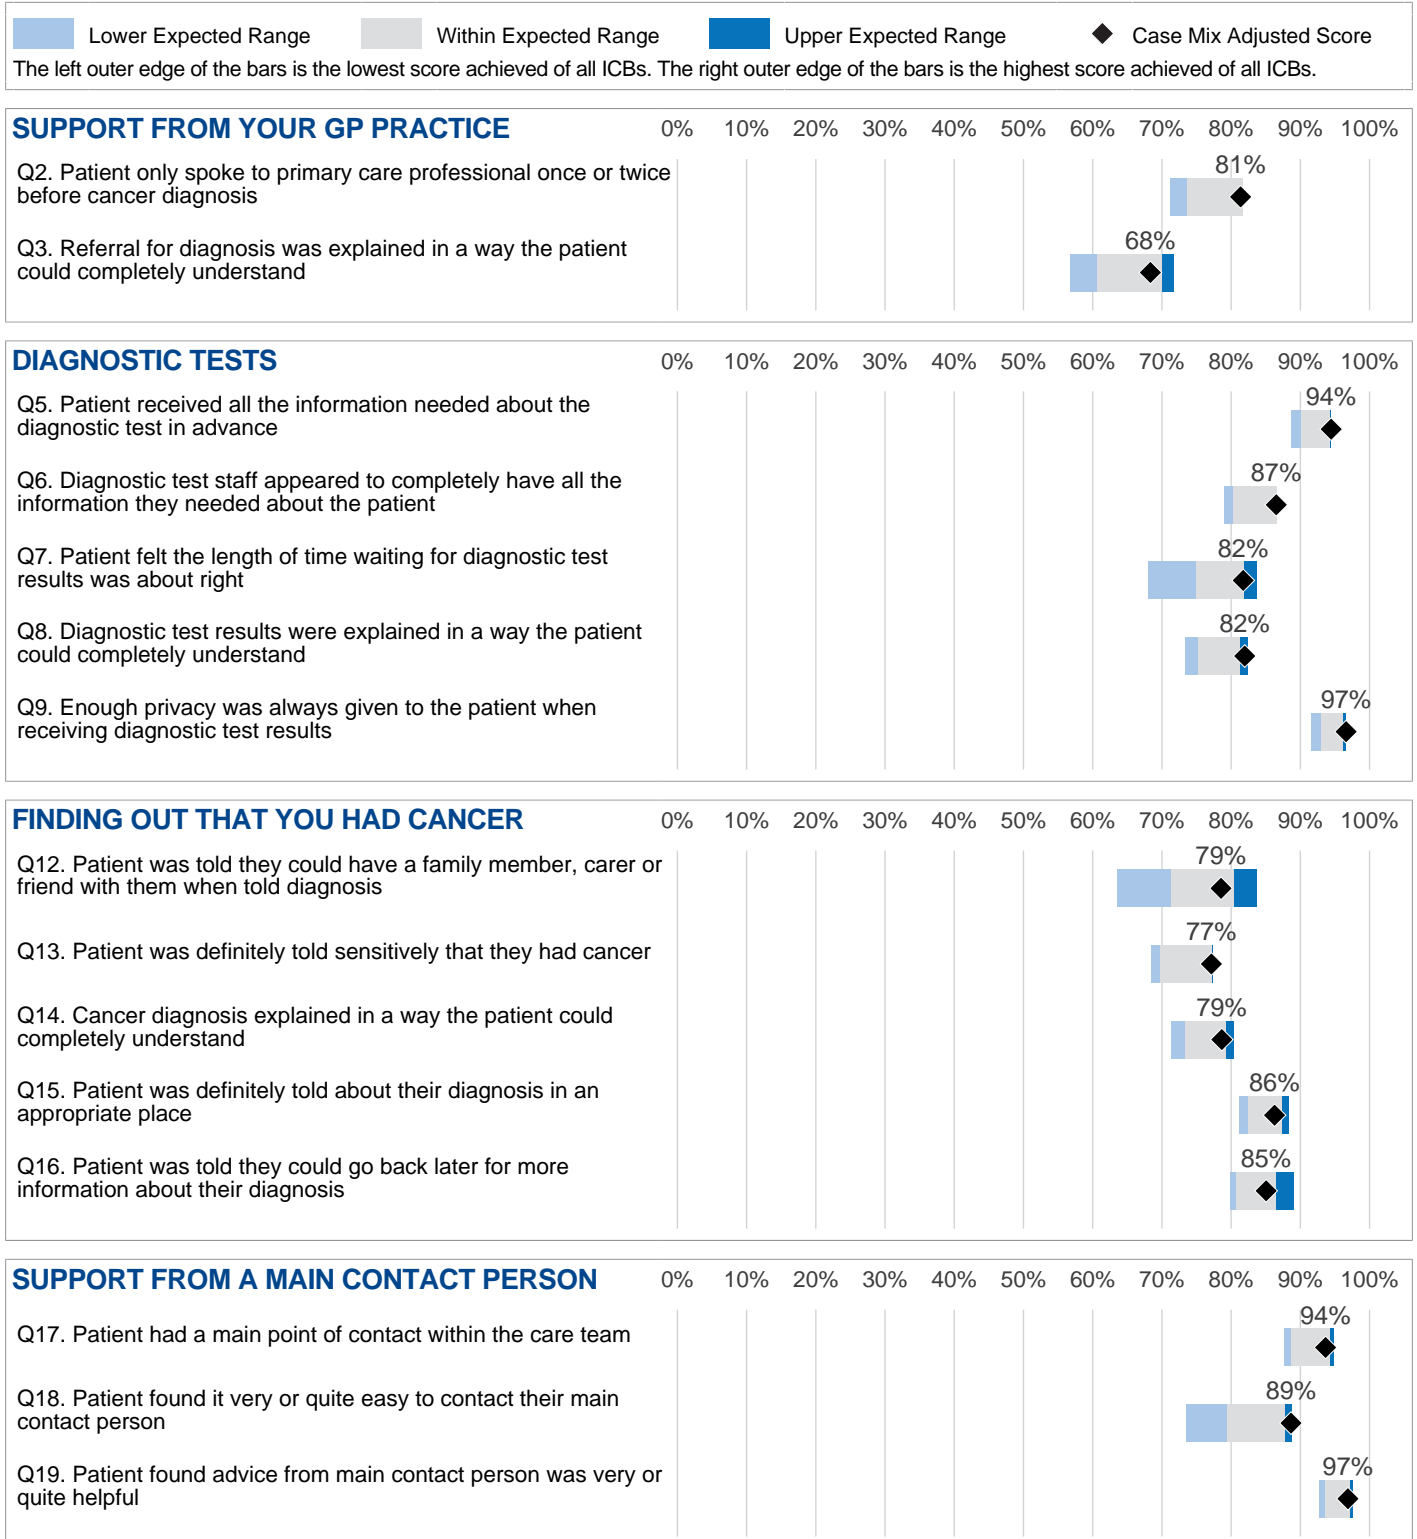 Lower Expected Range Within Expected Range Upper Expected Range Case Mix Adjusted Score
The left outer edge of the bars is the lowest score achieved of all ICBs. The right outer edge of the bars is the highest score achieved of all ICBs.
SUPPORT FROM YOUR GP PRACTICE 0% 10% 20% 30% 40% 50% 60% 70% 80% 90% 100%
Q2. Patient only spoke to primary care professional once or twice
before cancer diagnosis
81%
Q3. Referral for diagnosis was explained in a way the patient
could completely understand
68%
DIAGNOSTIC TESTS 0% 10% 20% 30% 40% 50% 60% 70% 80% 90% 100%
Q5. Patient received all the information needed about the
diagnostic test in advance
94%
Q6. Diagnostic test staff appeared to completely have all the
information they needed about the patient
87%
Q7. Patient felt the length of time waiting for diagnostic test
results was about right
82%
Q8. Diagnostic test results were explained in a way the patient
could completely understand
82%
Q9. Enough privacy was always given to the patient when
receiving diagnostic test results
97%
FINDING OUT THAT YOU HAD CANCER 0% 10% 20% 30% 40% 50% 60% 70% 80% 90% 100%
Q12. Patient was told they could have a family member, carer or
friend with them when told diagnosis
79%
Q13. Patient was definitely told sensitively that they had cancer
77%
Q14. Cancer diagnosis explained in a way the patient could
completely understand
79%
Q15. Patient was definitely told about their diagnosis in an
appropriate place
86%
Q16. Patient was told they could go back later for more
information about their diagnosis
85%
SUPPORT FROM A MAIN CONTACT PERSON 0% 10% 20% 30% 40% 50% 60% 70% 80% 90% 100%
Q17. Patient had a main point of contact within the care team
94%
Q18. Patient found it very or quite easy to contact their main
contact person
89%
Q19. Patient found advice from main contact person was very or
quite helpful
97%